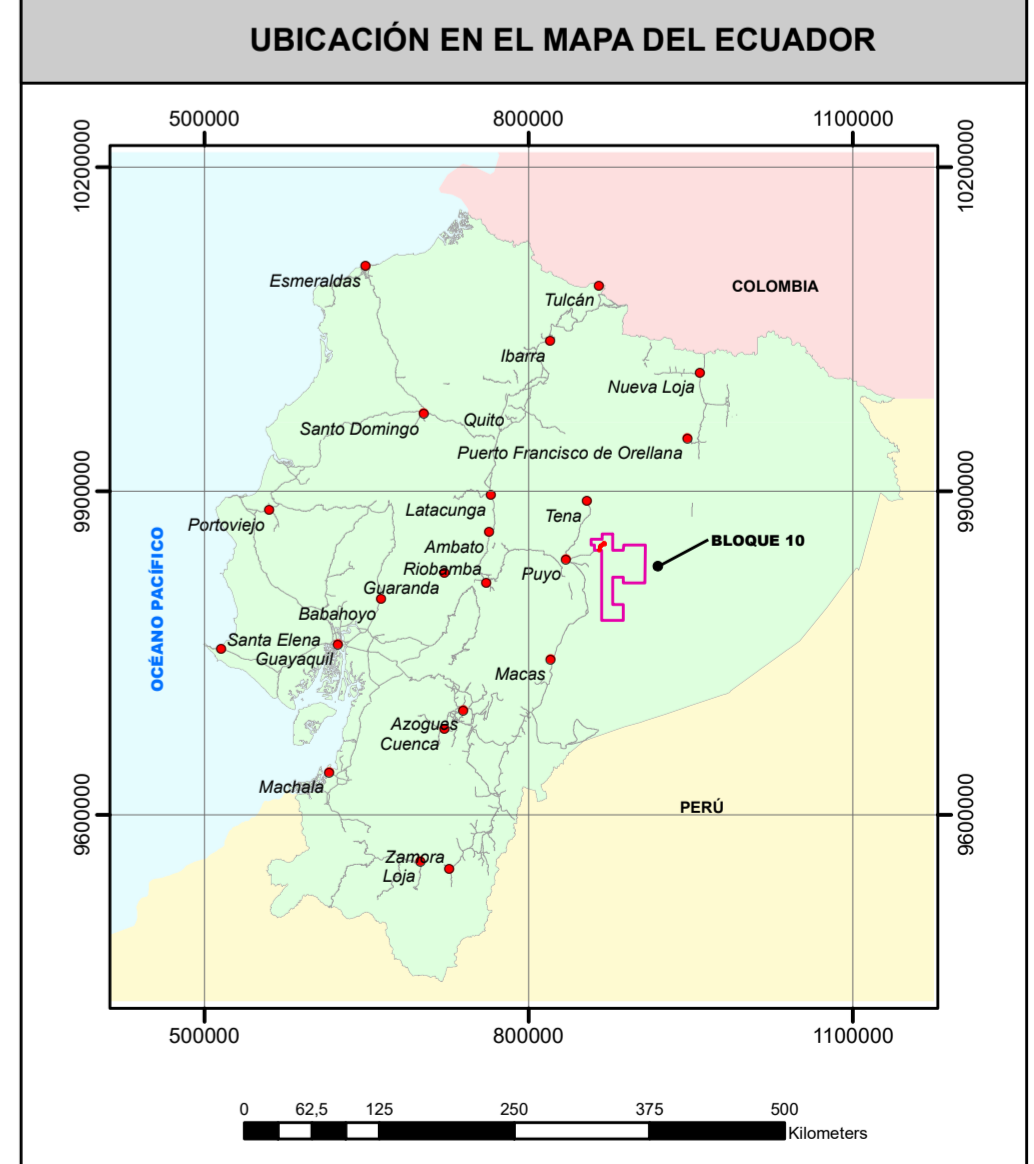 UBICACIÓN EN EL MAPA DEL ECUADOR
500000
800000
1100000
10200000
10200000
Esmeraldas
Tulcán
COLOMBIA
Ibarra
Nueva Loja
Santo Domingo
Quito
Puerto Francisco de Orellana
9900000
9900000
Portoviejo
Latacunga
Tena
Ambato
BLOQUE 10
Riobamba
Puyo
Guaranda
Babahoyo
OCÉANO PACÍFICO
Santa Elena
Guayaquil
Macas
Azogues
Cuenca
Machala
PERÚ
9600000
9600000
Zamora
Loja
500000
800000
1100000
0 62,5 125 250 375 500
Kilometers